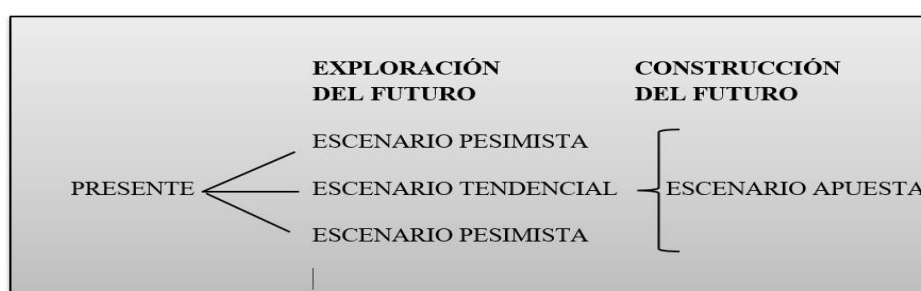 EXPLORACIÓN
DEL FUTURO
CONSTRUCCIÓN
DEL FUTURO
ESCENARIO PESIMISTA
PRESENTE
ESCENARIO TENDENCIAL
ESCENARIO APUESTA
ESCENARIO PESIMISTA